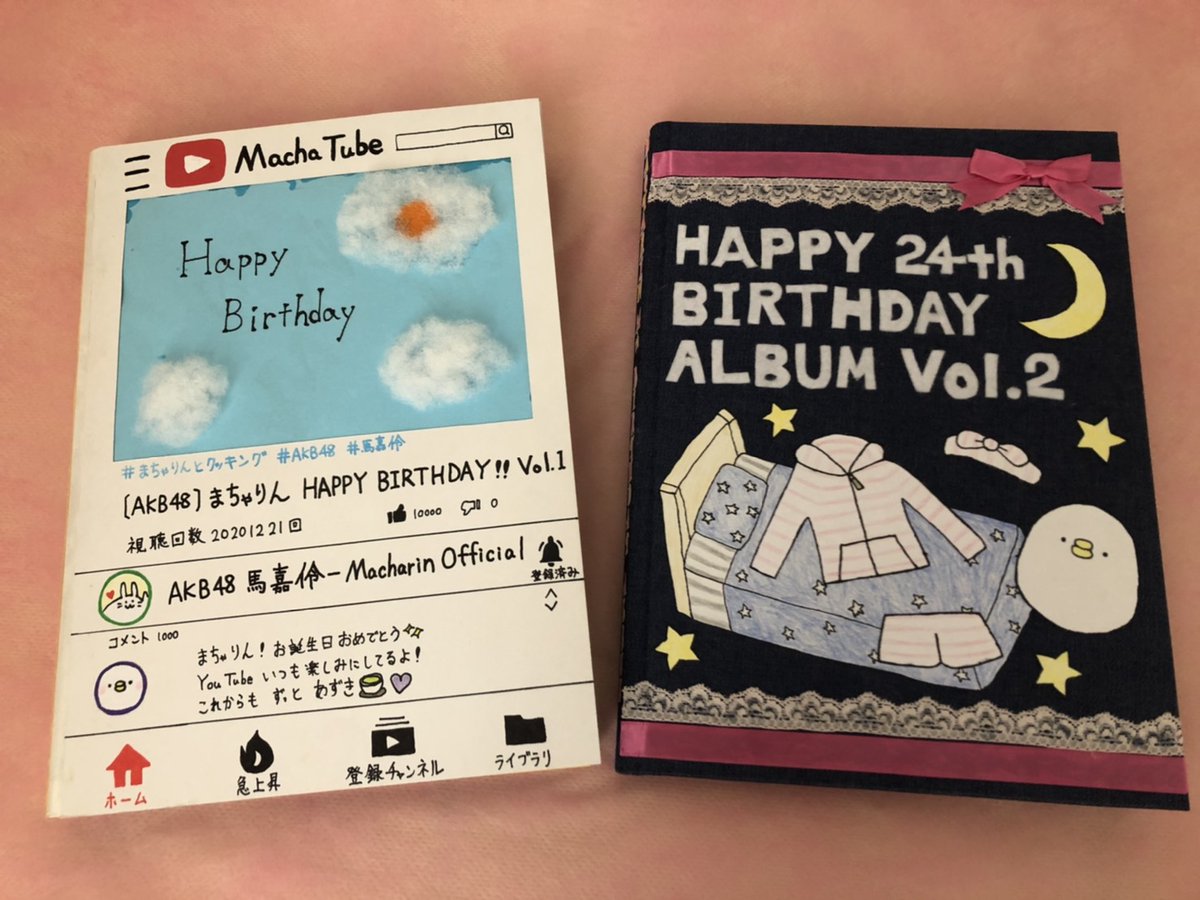 MachaTube
Happy
Birthday
#まちゃりんとクッキング #AKB48 #馬嘉伶
[AKB48] まちゃりん HAPPY BIRTHDAY!! Vol.1
視聴回数 20201221回
10000
0
AKB48 馬嘉伶-Macharin Official
登録済み
コメント 1000
まちゃりん!お誕生日おめでとう✨
YouTube いつも楽しみにしてるよ!
これからも ずっと あずき🍵💜
ホーム
急上昇
登録チャンネル
ライブラリ
HAPPY 24th
BIRTHDAY
ALBUM Vol.2